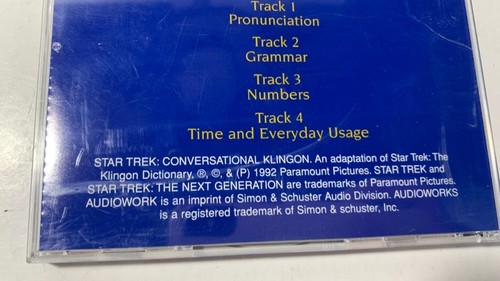 Track 1
Pronunciation
Track 2
Grammar
Track 3
Numbers
Track 4
Time and Everyday Usage
STAR TREK: CONVERSATIONAL KLINGON. An adaptation of Star Trek: The
Klingon Dictionary, ®, ©, & (P) 1992 Paramount Pictures. STAR TREK and
STAR TREK: THE NEXT GENERATION are trademarks of Paramount Pictures.
AUDIOWORK is an imprint of Simon & Schuster Audio Division. AUDIOWORKS
is a registered trademark of Simon & schuster, Inc.